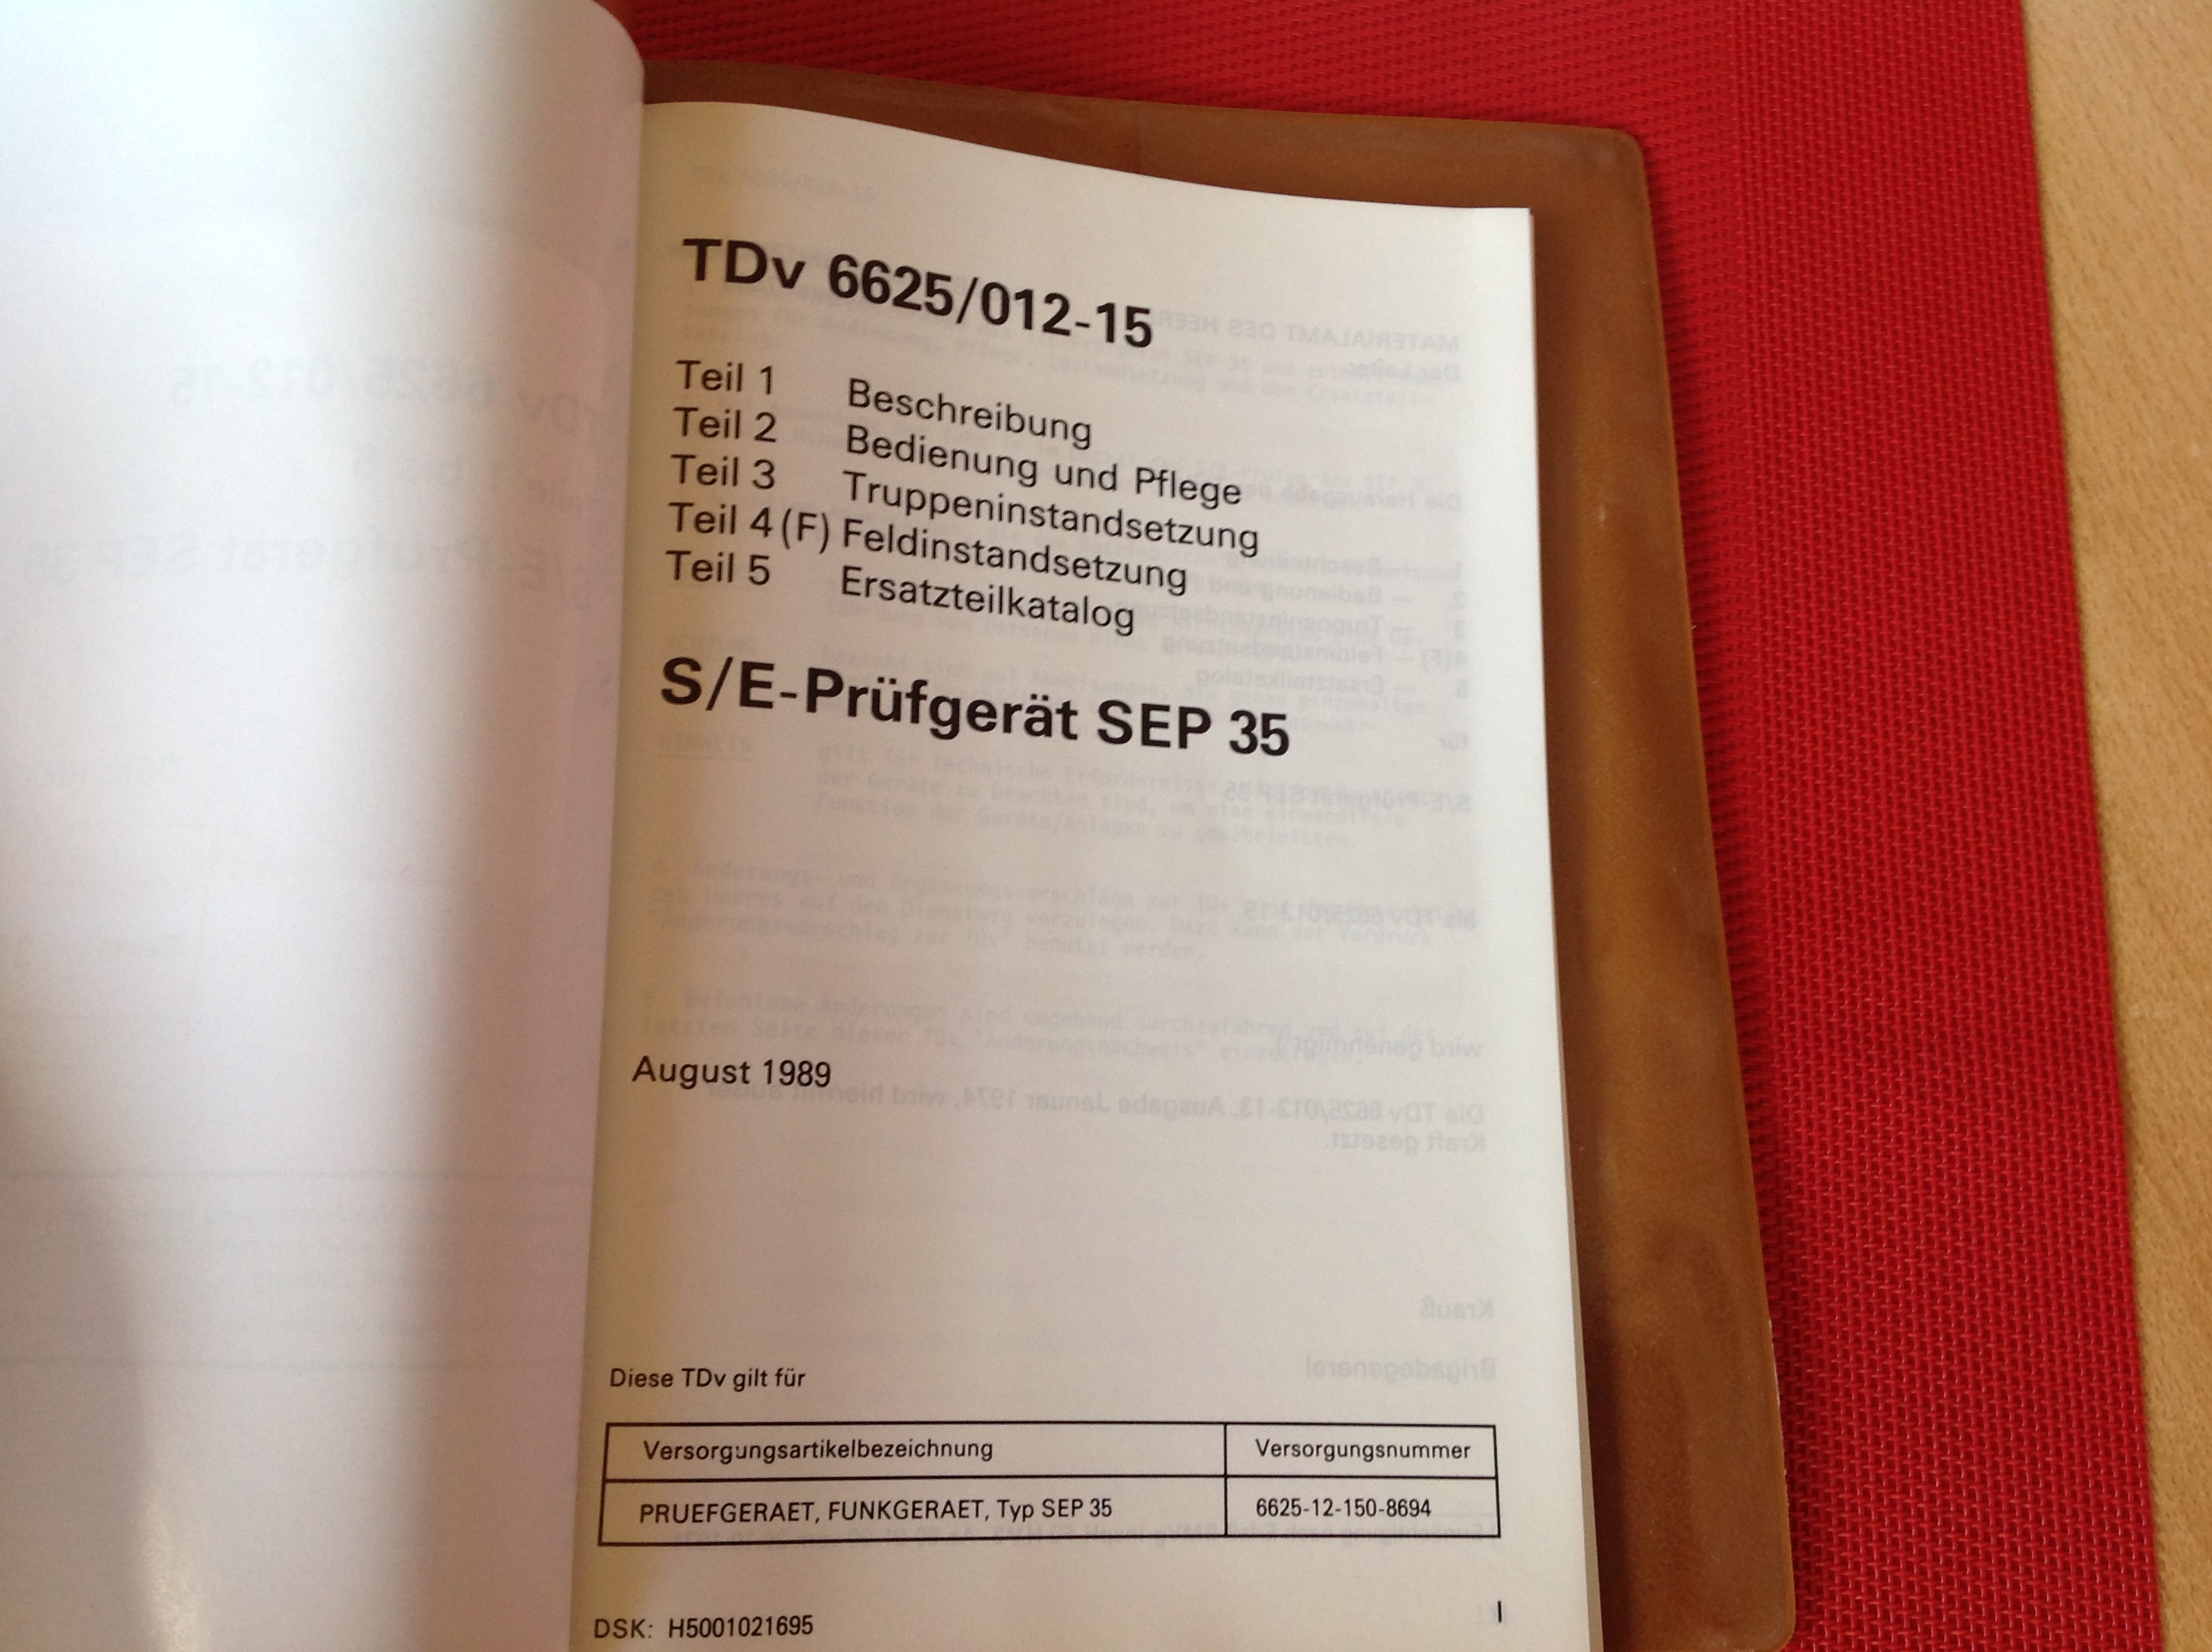 TDv 6625/012-15
Teil 1 Beschreibung
Teil 2 Bedienung und Pflege
Teil 3 Truppeninstandsetzung
Teil 4 (F) Feldinstandsetzung
Teil 5 Ersatzteilkatalog
S/E-Prüfgerät SEP 35
August 1989
Diese TDv gilt für
Versorgungsartikelbezeichnung Versorgungsnummer
PRUEFGERAET, FUNKGERAET, Typ SEP 35 6625-12-150-8694
DSK: H5001021695
I